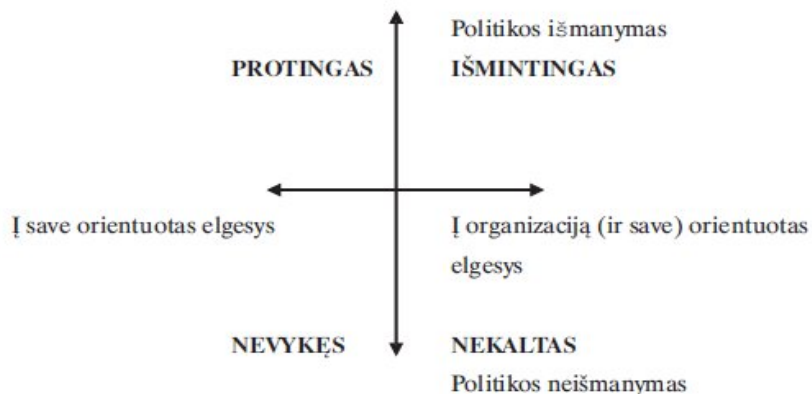 Politikos išmanymas
PROTINGAS
IŠMINTINGAS
Į save orientuotas elgesys
Į organizaciją (ir save) orientuotas
elgesys
NEVYKĘS
NEKALTAS
Politikos neišmanymas